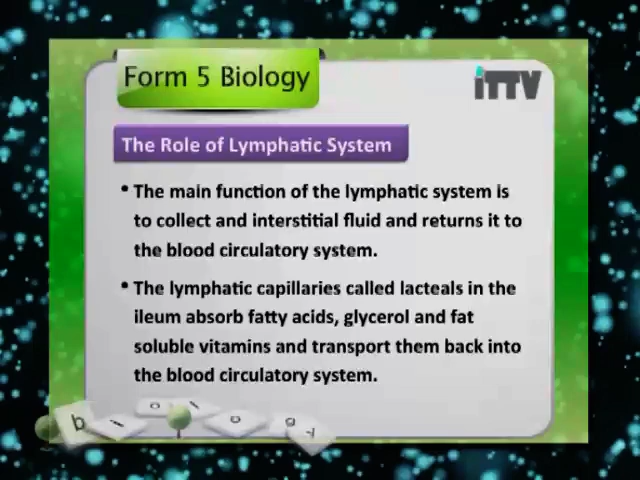 Form 5 Biology
iTTV
The Role of Lymphatic System
• The main function of the lymphatic system is
to collect and interstitial fluid and returns it to
the blood circulatory system.
• The lymphatic capillaries called lacteals in the
ileum absorb fatty acids, glycerol and fat
soluble vitamins and transport them back into
the blood circulatory system.
b i o l o g y